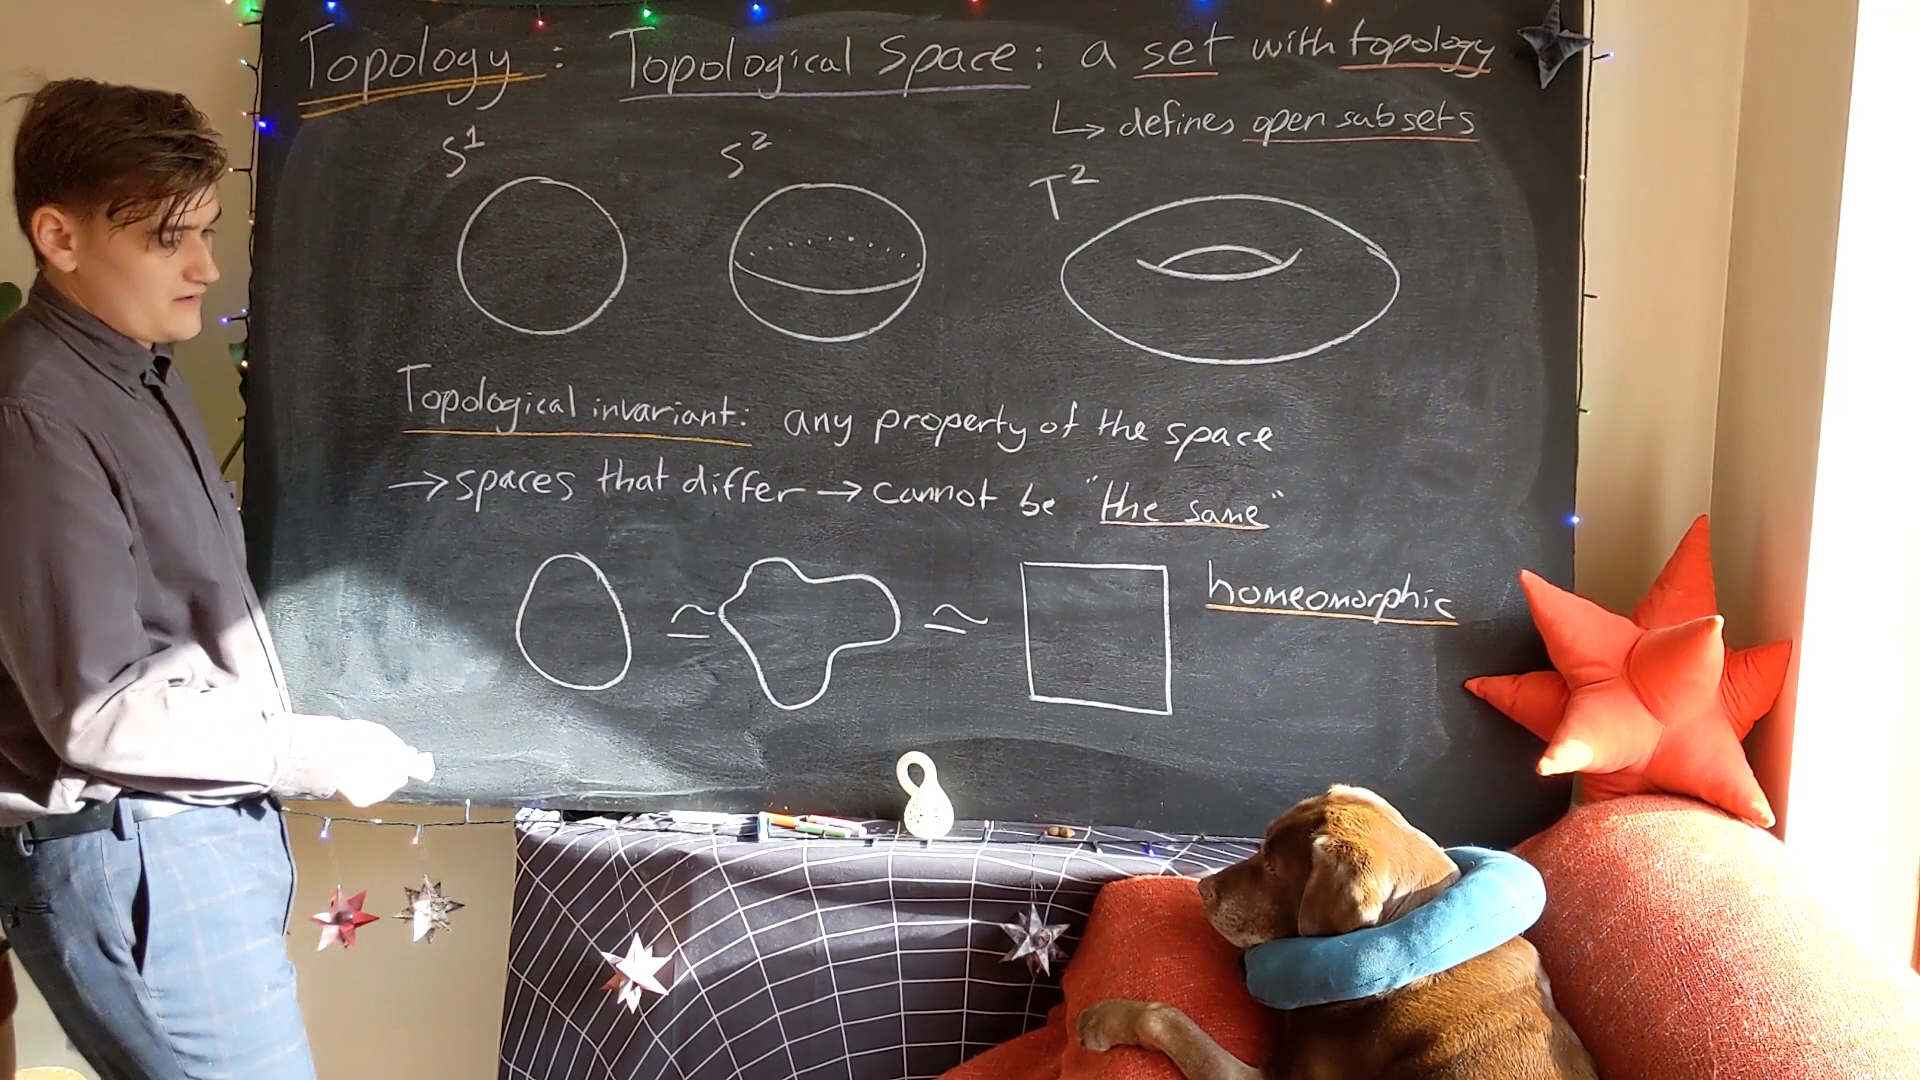 Topology : Topological Space : a set with topology
↳ defines open subsets
S¹ S² T²
Topological invariant: any property of the space
→ spaces that differ → cannot be "the same"
≃ ≃ homeomorphic